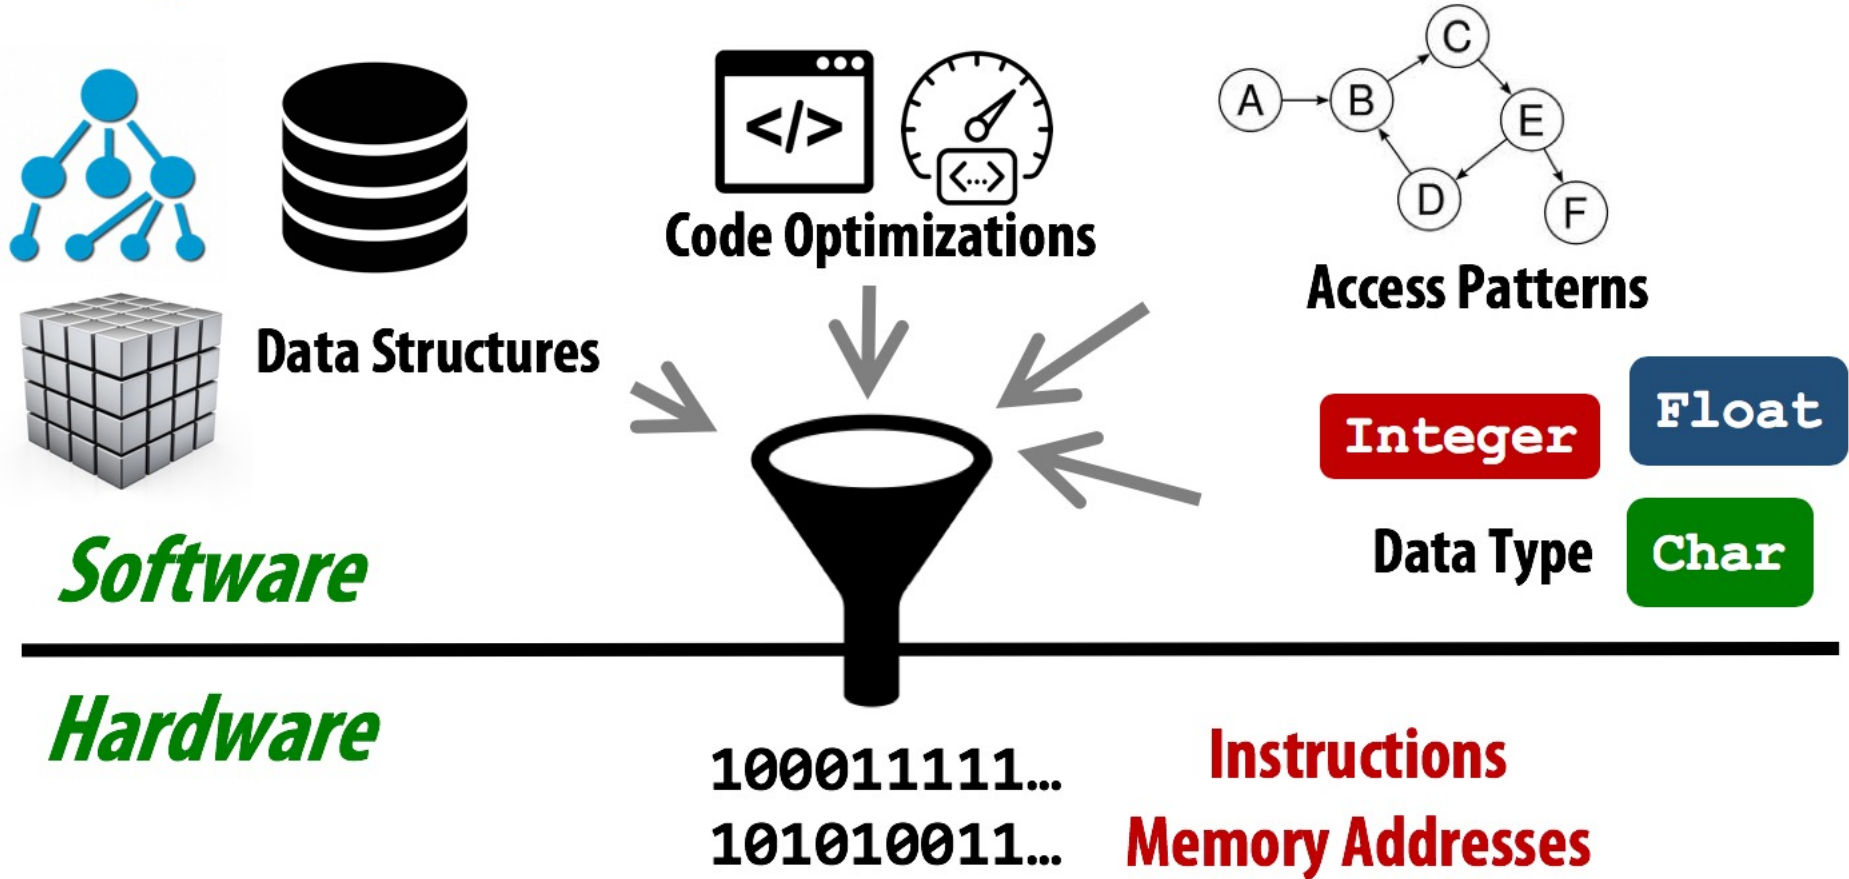 C
A
B
E
D
F
</>
<...>
Code Optimizations
Access Patterns
Data Structures
Integer
Float
Data Type
Char
Software
Hardware
100011111...
Instructions
101010011...
Memory Addresses